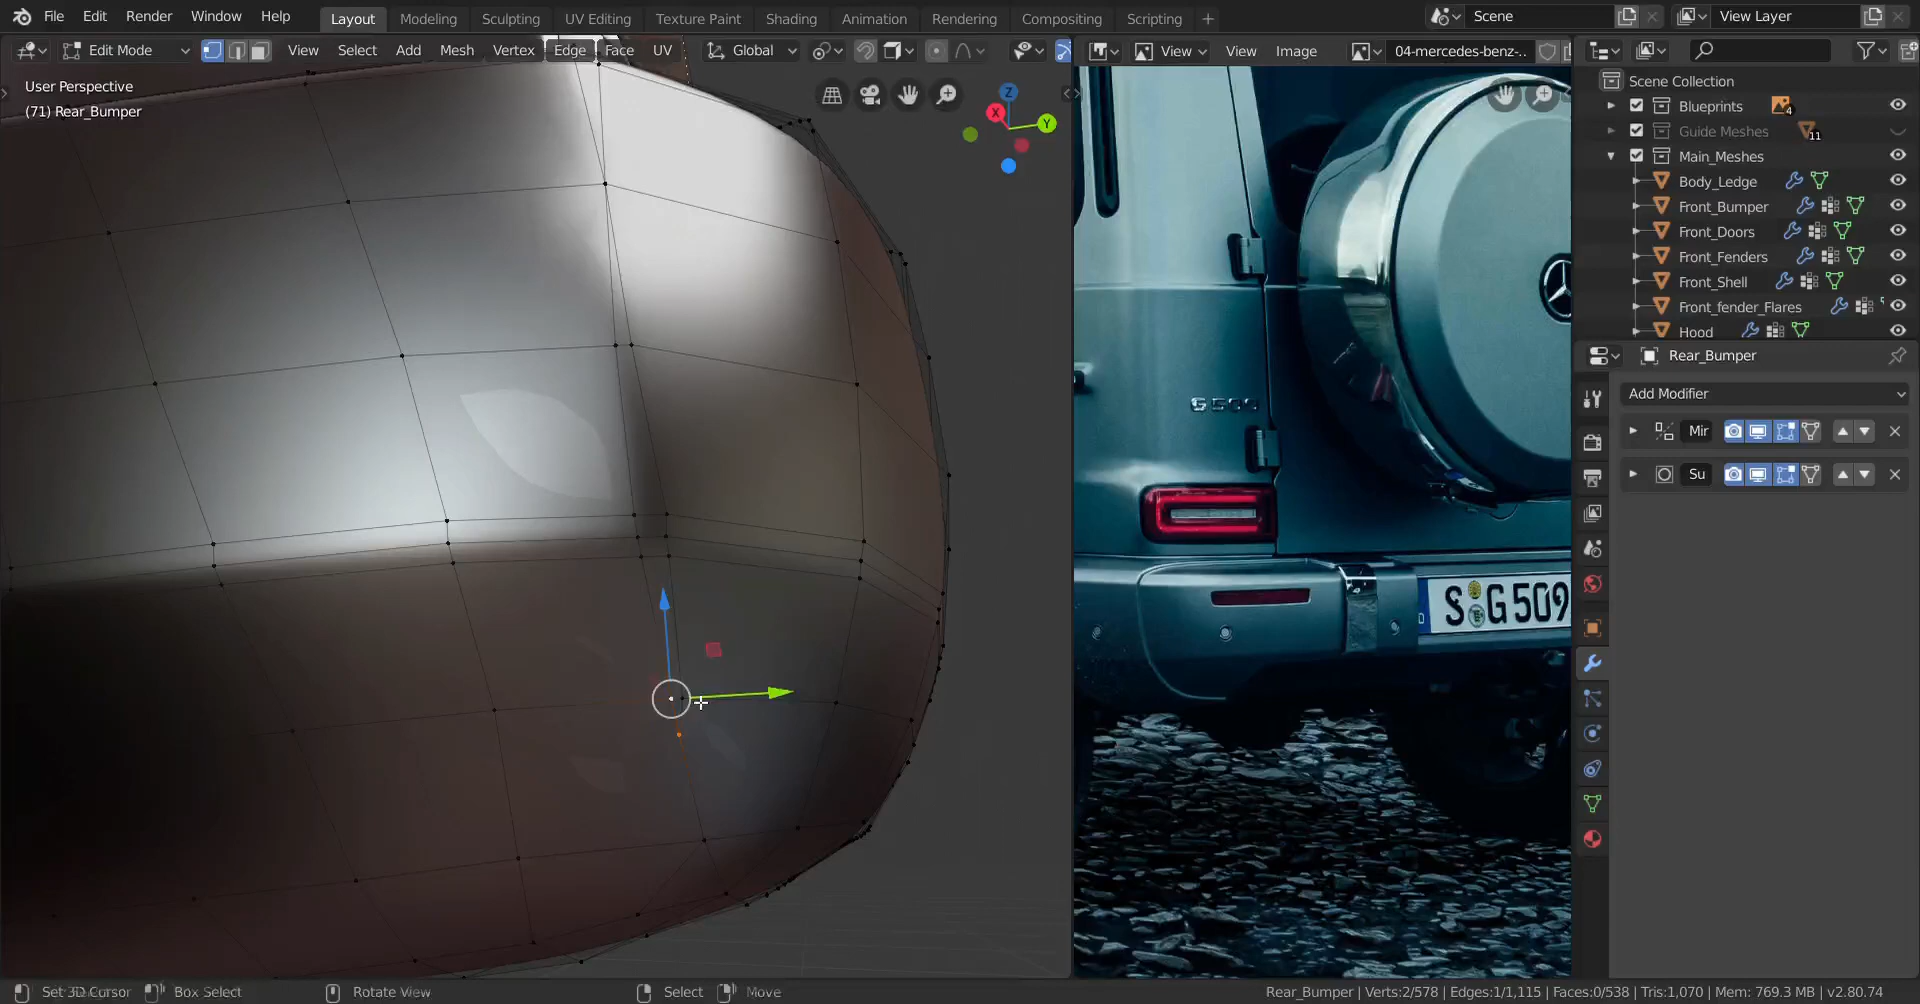 File Edit Render Window Help Layout Modeling Sculpting UV Editing Texture Paint Shading Animation Rendering Compositing Scripting + Scene View Layer
Edit Mode View Select Add Mesh Vertex Edge Face UV Global View View Image 04-mercedes-benz-..
User Perspective
(71) Rear_Bumper
Z
X
Y
G 500
S G 509
Scene Collection
Blueprints 4
Guide Meshes 11
Main_Meshes
Body_Ledge
Front_Bumper
Front_Doors
Front_Fenders
Front_Shell
Front_fender_Flares
Hood
Rear_Bumper
Add Modifier
Mir
Su
Set 3D Cursor Box Select Rotate View Select Move Rear_Bumper | Verts:2/578 | Edges:1/1,115 | Faces:0/538 | Tris:1,070 | Mem: 769.3 MB | v2.80.74